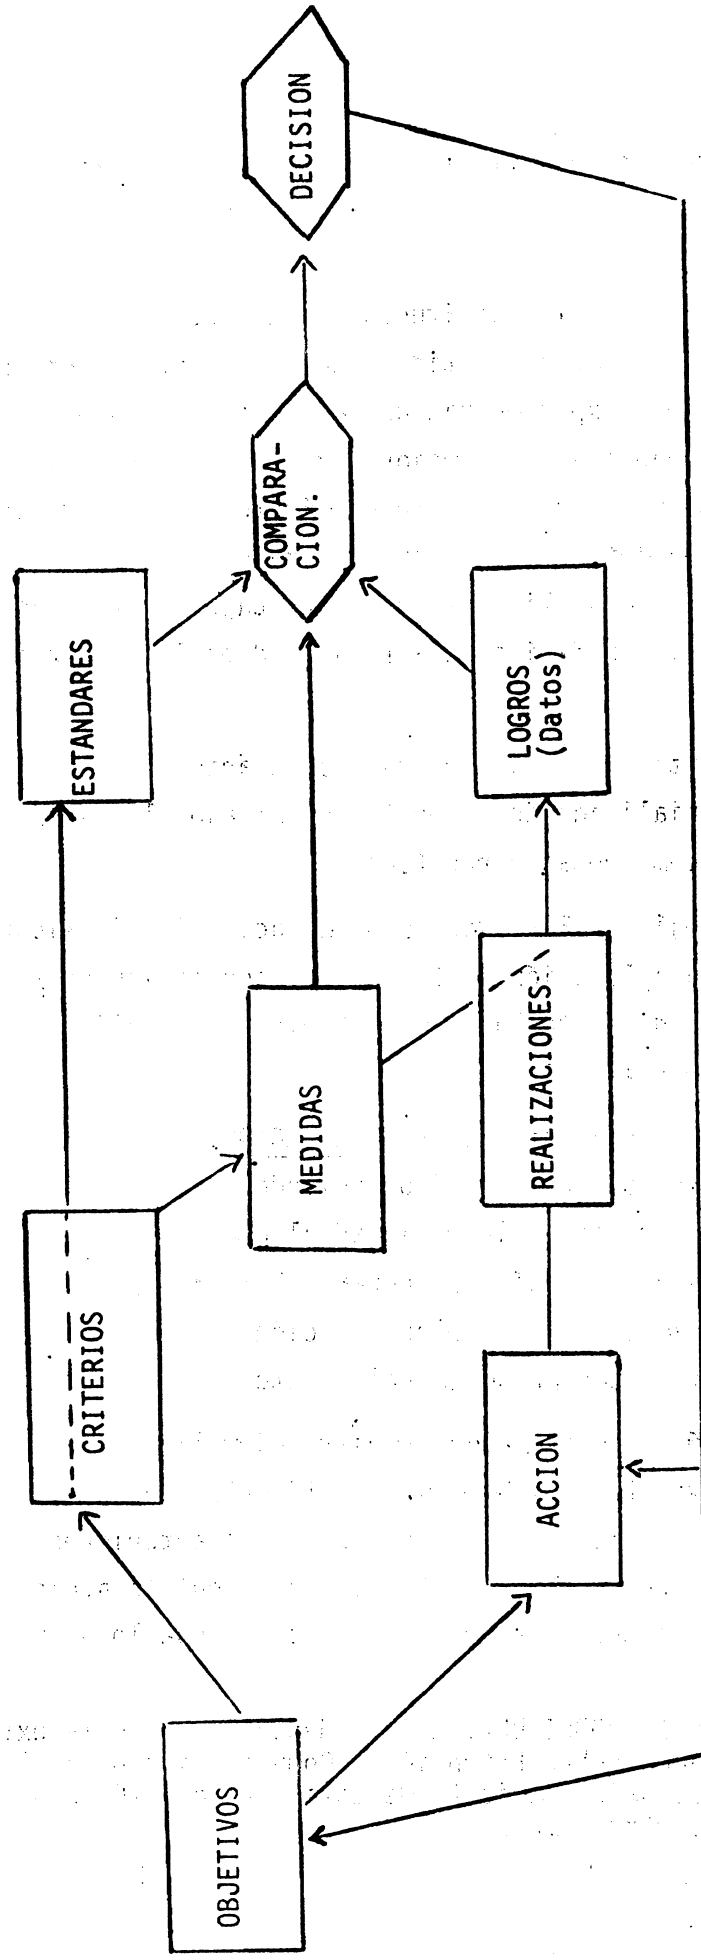 OBJETIVOS
CRITERIOS
ACCION
MEDIDAS
REALIZACIONES
ESTANDARES
LOGROS
(Datos)
COMPARA-
CION.
DECISION